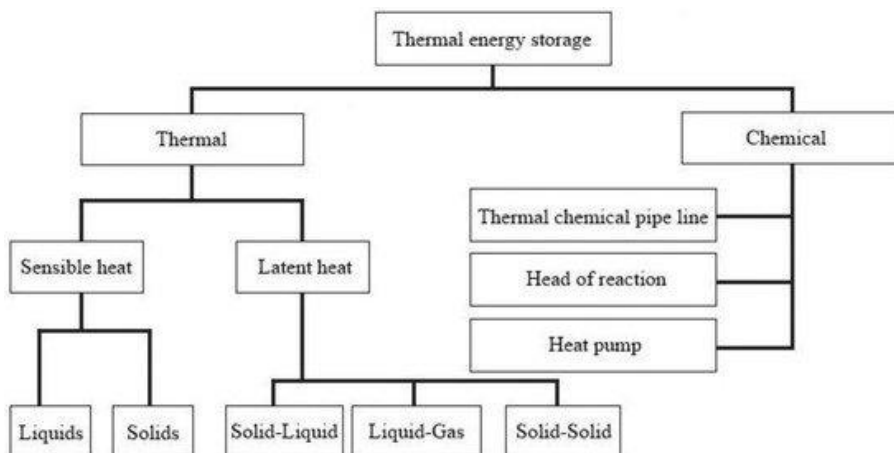 Thermal energy storage
Thermal
Chemical
Thermal chemical pipe line
Sensible heat
Latent heat
Head of reaction
Heat pump
Liquids
Solids
Solid-Liquid
Liquid-Gas
Solid-Solid